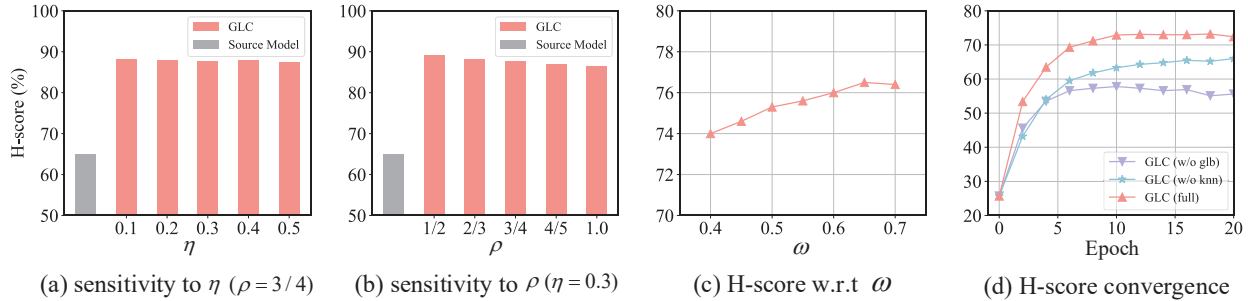 100
90
80
70
60
50
H-score (%)
GLC
Source Model
0.1 0.2 0.3 0.4 0.5
η
(a) sensitivity to η (ρ = 3 / 4)
100
90
80
70
60
50
GLC
Source Model
1/2 2/3 3/4 4/5 1.0
ρ
(b) sensitivity to ρ (η = 0.3)
80
78
76
74
72
70
0.4 0.5 0.6 0.7
ω
(c) H-score w.r.t ω
80
70
60
50
40
30
20
GLC (w/o glb)
GLC (w/o knn)
GLC (full)
0 5 10 15 20
Epoch
(d) H-score convergence